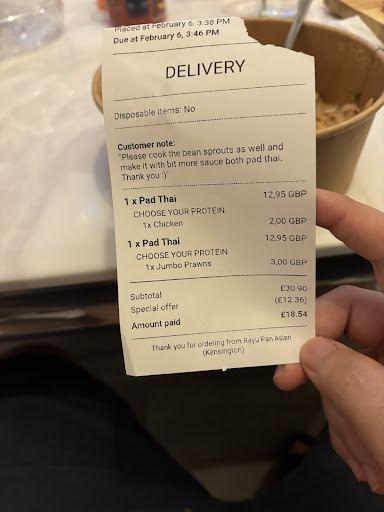 Placed at February 6, 3:38 PM
Due at February 6, 3:46 PM
DELIVERY
Disposable items: No
Customer note:
"Please cook the bean sprouts as well and
make it with bit more sauce both pad thai.
Thank you :)"
1 x Pad Thai 12,95 GBP
CHOOSE YOUR PROTEIN
1x Chicken 2,00 GBP
1 x Pad Thai 12,95 GBP
CHOOSE YOUR PROTEIN
1x Jumbo Prawns 3,00 GBP
Subtotal £30.90
Special offer (£12.36)
Amount paid £18.54
Thank you for ordering from Rayu Pan Asian
(Kensington)